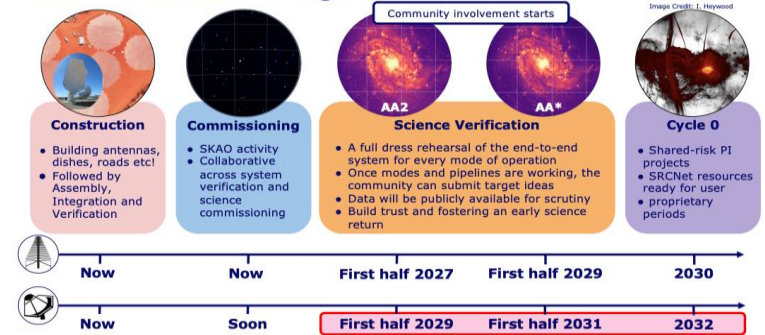 Image Credit: I. Heywood
Community involvement starts
AA2
AA*
Construction
• Building antennas,
dishes, roads etc!
• Followed by
Assembly,
Integration and
Verification
Commissioning
• SKAO activity
• Collaborative
across system
verification and
science
commissioning
Science Verification
• A full dress rehearsal of the end-to-end
system for every mode of operation
• Once modes and pipelines are working, the
community can submit target ideas
• Data will be publicly available for scrutiny
• Build trust and fostering an early science
return
Cycle 0
• Shared-risk PI
projects
• SRCNet resources
ready for user
• proprietary
periods
Now
Now
First half 2027
First half 2029
2030
Now
Soon
First half 2029
First half 2031
2032